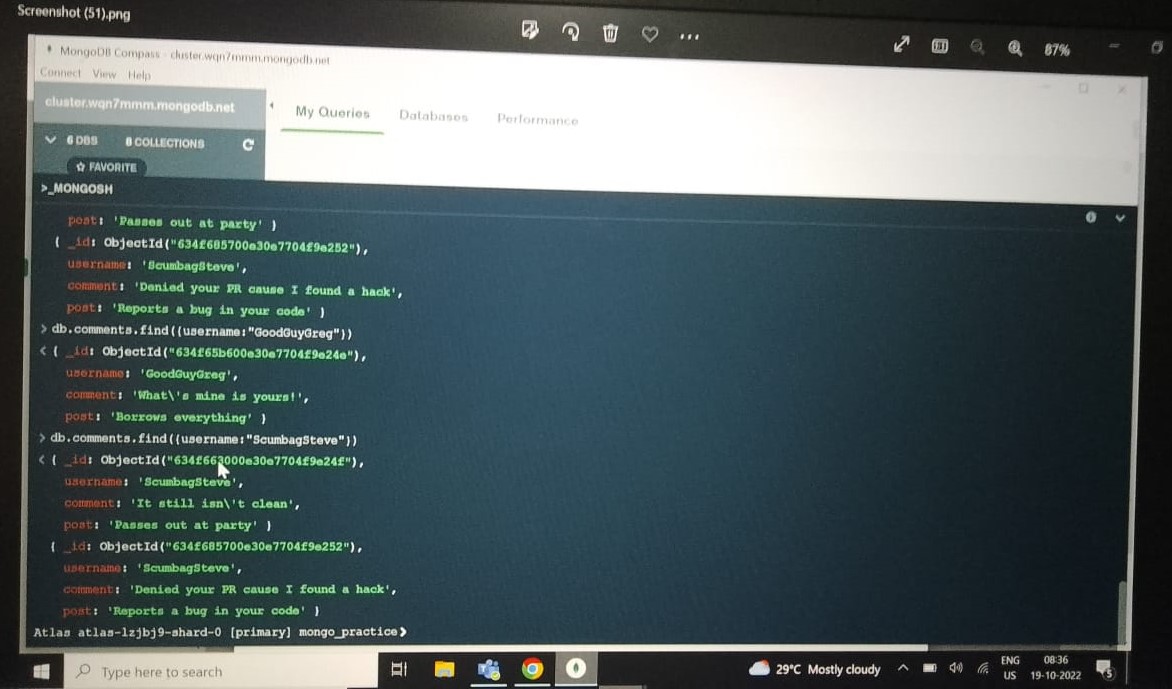 Screenshot (51).png
87%
MongoDB Compass - cluster.wqn7mmm.mongodb.net
Connect View Help
cluster.wqn7mmm.mongodb.net
My Queries Databases Performance
6 DBS 8 COLLECTIONS
FAVORITE
>_MONGOSH
post: 'Passes out at party' }
{ _id: ObjectId("634f685700e30e7704f9e252"),
username: 'ScumbagSteve',
comment: 'Denied your PR cause I found a hack',
post: 'Reports a bug in your code' }
> db.comments.find({username:"GoodGuyGreg"})
< { _id: ObjectId("634f65b600e30e7704f9e24e"),
username: 'GoodGuyGreg',
comment: 'What\'s mine is yours!',
post: 'Borrows everything' }
> db.comments.find({username:"ScumbagSteve"})
< { _id: ObjectId("634f663000e30e7704f9e24f"),
username: 'ScumbagSteve',
comment: 'It still isn\'t clean',
post: 'Passes out at party' }
{ _id: ObjectId("634f685700e30e7704f9e252"),
username: 'ScumbagSteve',
comment: 'Denied your PR cause I found a hack',
post: 'Reports a bug in your code' }
Atlas atlas-1zjbj9-shard-0 [primary] mongo_practice>
Type here to search
29°C Mostly cloudy
ENG
US
08:36
19-10-2022
5